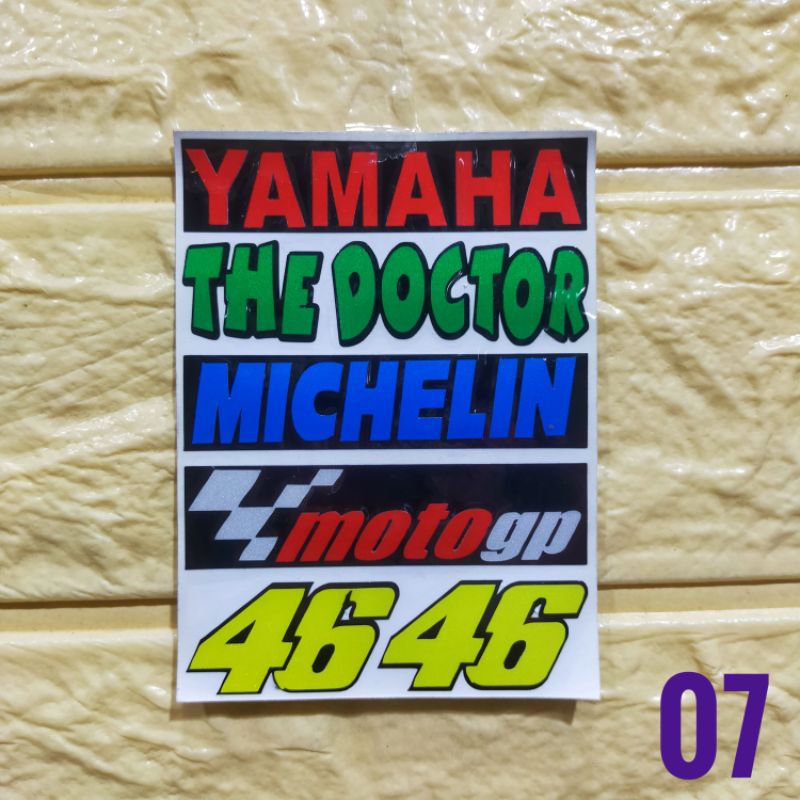 YAMAHA
THE DOCTOR
MICHELIN
motogp
46 46
07